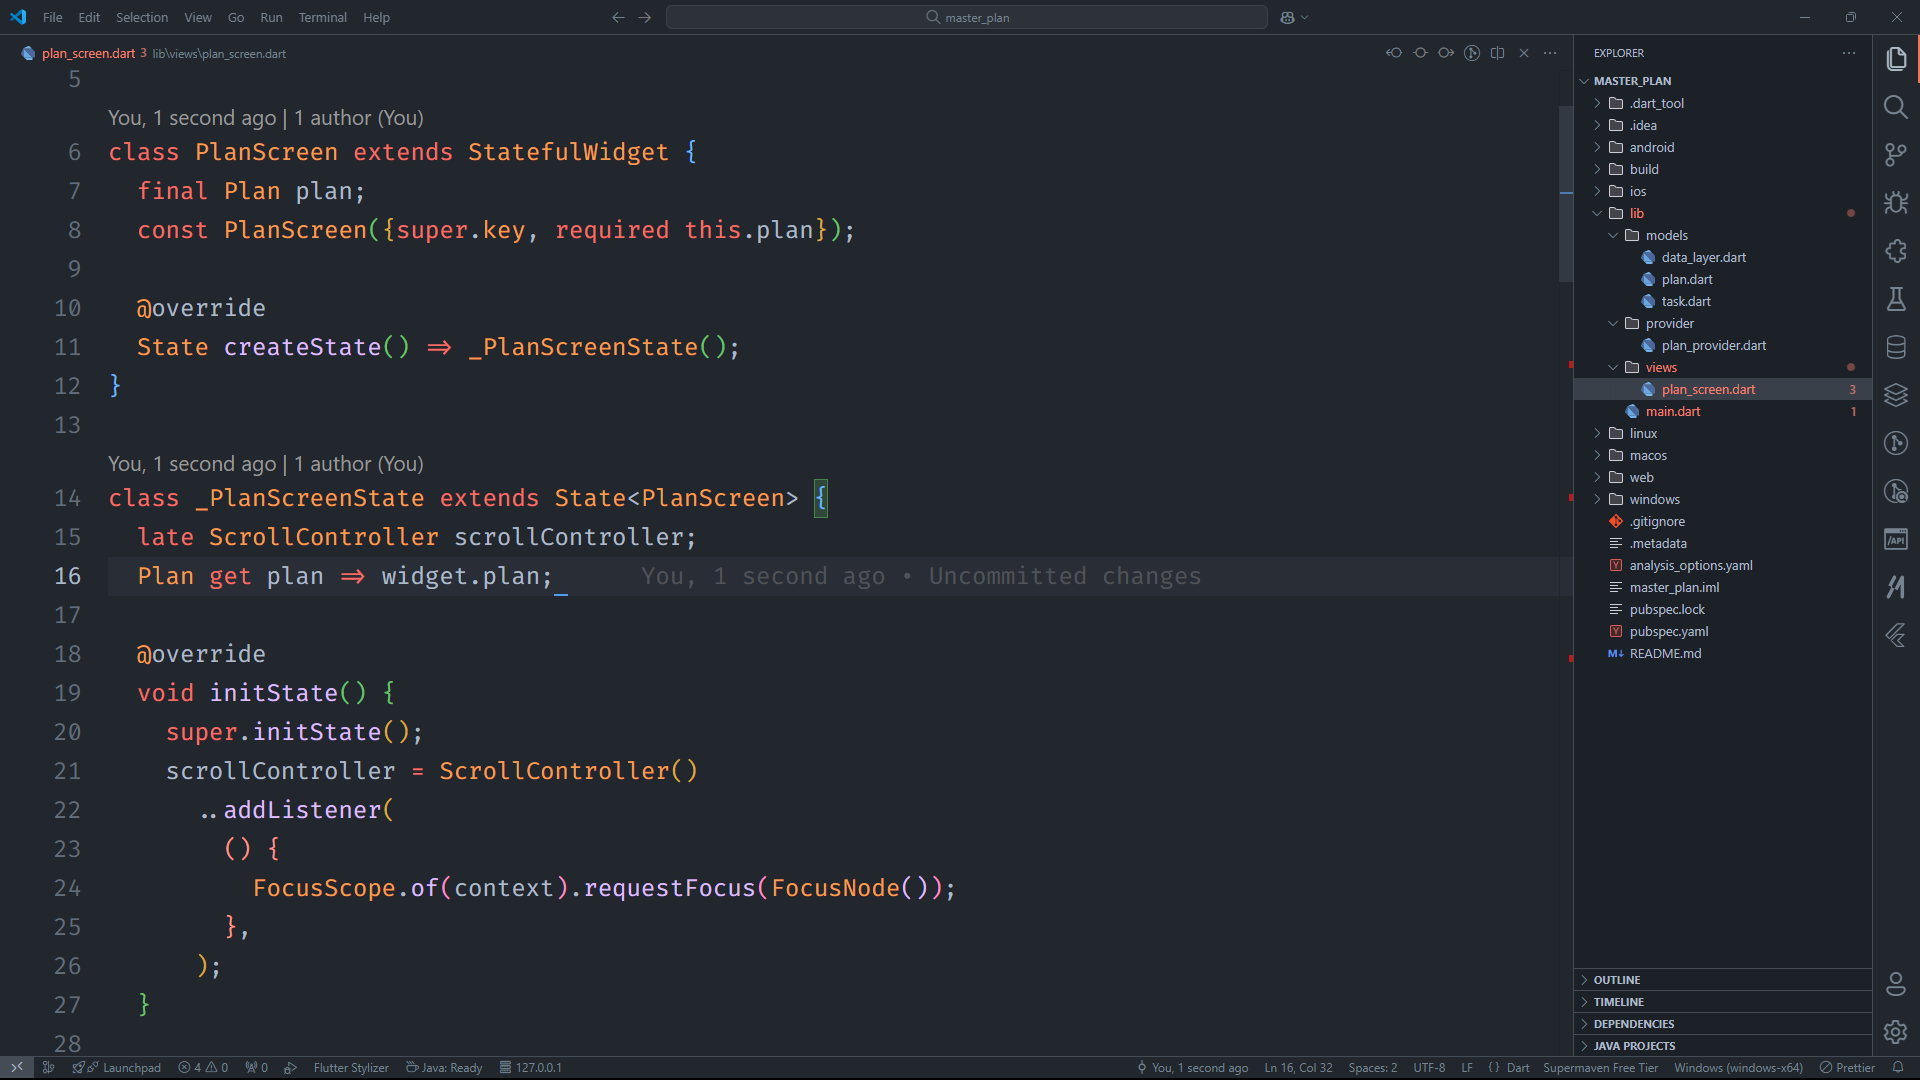 File Edit Selection View Go Run Terminal Help
master_plan
plan_screen.dart 3 lib\views\plan_screen.dart
5
You, 1 second ago | 1 author (You)
6 class PlanScreen extends StatefulWidget {
7 final Plan plan;
8 const PlanScreen({super.key, required this.plan});
9
10 @override
11 State createState() => _PlanScreenState();
12 }
13
You, 1 second ago | 1 author (You)
14 class _PlanScreenState extends State<PlanScreen> {
15 late ScrollController scrollController;
16 Plan get plan => widget.plan; You, 1 second ago • Uncommitted changes
17
18 @override
19 void initState() {
20 super.initState();
21 scrollController = ScrollController()
22 ..addListener(
23 () {
24 FocusScope.of(context).requestFocus(FocusNode());
25 },
26 );
27 }
28
EXPLORER
MASTER_PLAN
.dart_tool
.idea
android
build
ios
lib
models
data_layer.dart
plan.dart
task.dart
provider
plan_provider.dart
views
plan_screen.dart 3
main.dart 1
linux
macos
web
windows
.gitignore
.metadata
analysis_options.yaml
master_plan.iml
pubspec.lock
pubspec.yaml
README.md
OUTLINE
TIMELINE
DEPENDENCIES
JAVA PROJECTS
Launchpad 4 0 0 Flutter Stylizer Java: Ready 127.0.0.1 You, 1 second ago Ln 16, Col 32 Spaces: 2 UTF-8 LF {} Dart Supermaven Free Tier Windows (windows-x64) Prettier